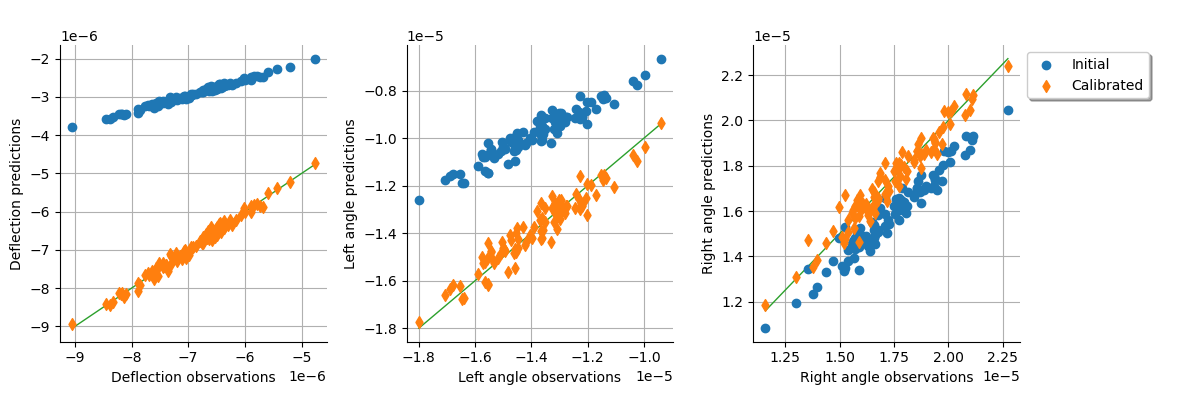 1e−6
−2
−3
−4
−5
−6
−7
−8
−9
Deflection predictions
−9
−8
−7
−6
−5
Deflection observations
1e−6
1e−5
−0.8
−1.0
−1.2
−1.4
−1.6
−1.8
Left angle predictions
−1.8
−1.6
−1.4
−1.2
−1.0
Left angle observations
1e−5
1e−5
2.2
2.0
1.8
1.6
1.4
1.2
Right angle predictions
1.25
1.50
1.75
2.00
2.25
Right angle observations
1e−5
Initial
Calibrated